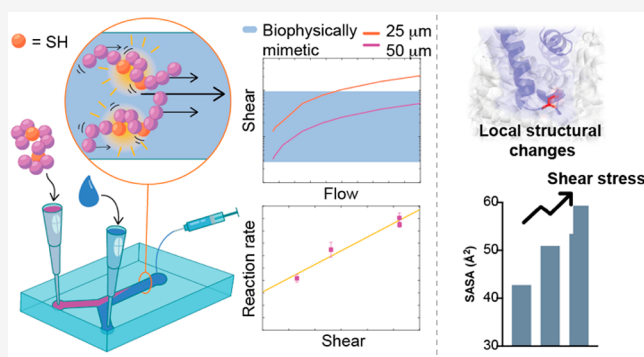 = SH
Biophysically
mimetic
25 μm
50 μm
Shear
Flow
Reaction rate
Shear
Local structural
changes
Shear stress
SASA (Å²)
60
50
40
30